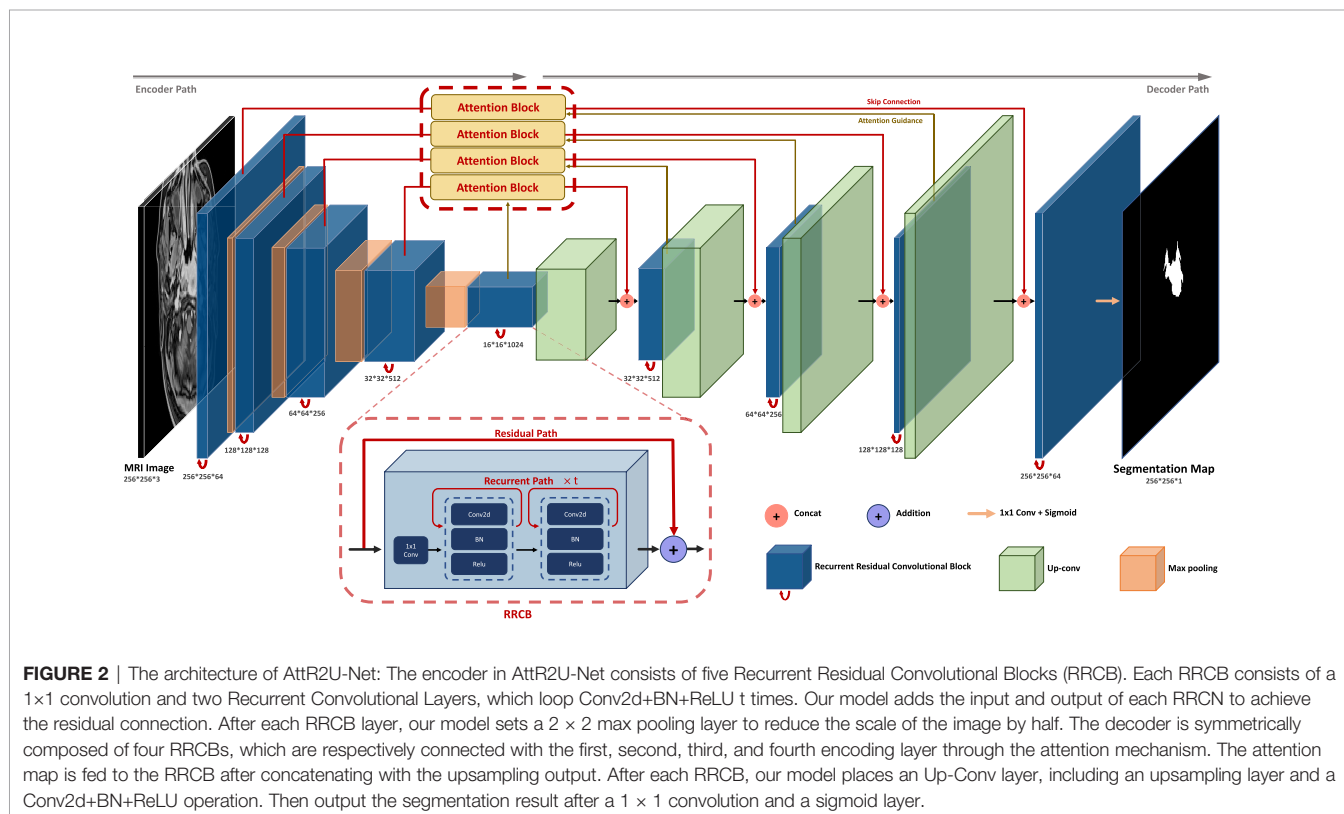 Encoder Path
Decoder Path
Attention Block
Attention Block
Attention Block
Attention Block
Skip Connection
Attention Guidance
MRI Image
256*256*3
256*256*64
128*128*128
64*64*256
32*32*512
16*16*1024
32*32*512
64*64*256
128*128*128
256*256*64
Segmentation Map
256*256*1
Residual Path
Recurrent Path × t
1x1
Conv
Conv2d
BN
Relu
Conv2d
BN
Relu
+
RRCB
+ Concat
+ Addition
1x1 Conv + Sigmoid
Recurrent Residual Convolutional Block
Up-conv
Max pooling
FIGURE 2 | The architecture of AttR2U-Net: The encoder in AttR2U-Net consists of five Recurrent Residual Convolutional Blocks (RRCB). Each RRCB consists of a
1×1 convolution and two Recurrent Convolutional Layers, which loop Conv2d+BN+ReLU t times. Our model adds the input and output of each RRCN to achieve
the residual connection. After each RRCB layer, our model sets a 2 × 2 max pooling layer to reduce the scale of the image by half. The decoder is symmetrically
composed of four RRCBs, which are respectively connected with the first, second, third, and fourth encoding layer through the attention mechanism. The attention
map is fed to the RRCB after concatenating with the upsampling output. After each RRCB, our model places an Up-Conv layer, including an upsampling layer and a
Conv2d+BN+ReLU operation. Then output the segmentation result after a 1 × 1 convolution and a sigmoid layer.